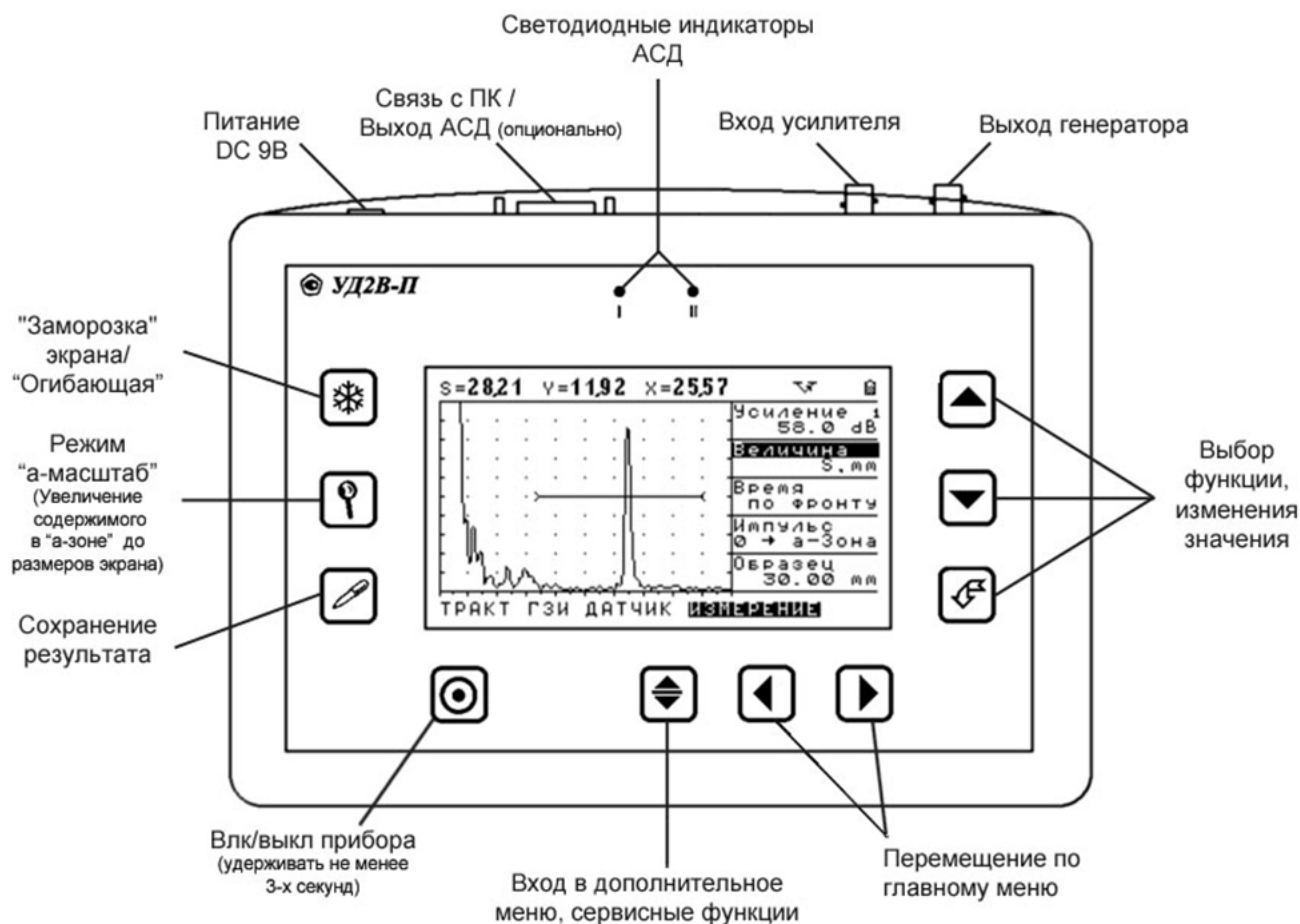 Светодиодные индикаторы
АСД
Связь с ПК /
Выход АСД (опционально)
Питание
DC 9В
Вход усилителя
Выход генератора
УД2В-П
I
II
"Заморозка"
экрана/
“Огибающая”
Режим
“а-масштаб”
(Увеличение
содержимого
в “а-зоне” до
размеров экрана)
Сохранение
результата
S=28,21 Y=11,92 X=25,57
Усиление 1
58.0 dB
Величина
S,mm
Время
по фронту
Импульс
0 → а-Зона
Образец
30.00 mm
ТРАКТ ГЗИ ДАТЧИК ИЗМЕРЕНИЕ
Выбор
функции,
изменения
значения
Влк/выкл прибора
(удерживать не менее
3-х секунд)
Вход в дополнительное
меню, сервисные функции
Перемещение по
главному меню